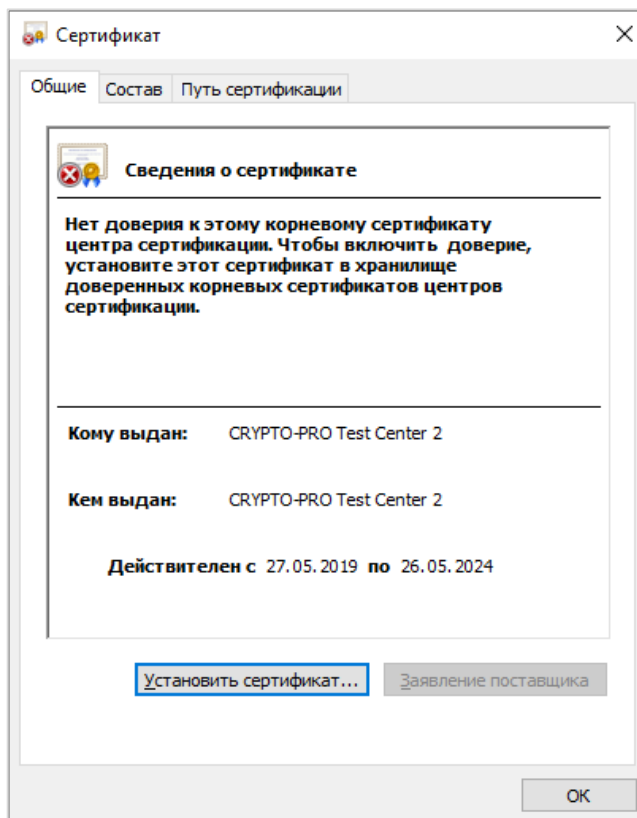 Сертификат
Общие Состав Путь сертификации
Сведения о сертификате
Нет доверия к этому корневому сертификату
центра сертификации. Чтобы включить доверие,
установите этот сертификат в хранилище
доверенных корневых сертификатов центров
сертификации.
Кому выдан: CRYPTO-PRO Test Center 2
Кем выдан: CRYPTO-PRO Test Center 2
Действителен с 27.05.2019 по 26.05.2024
Установить сертификат... Заявление поставщика
ОК